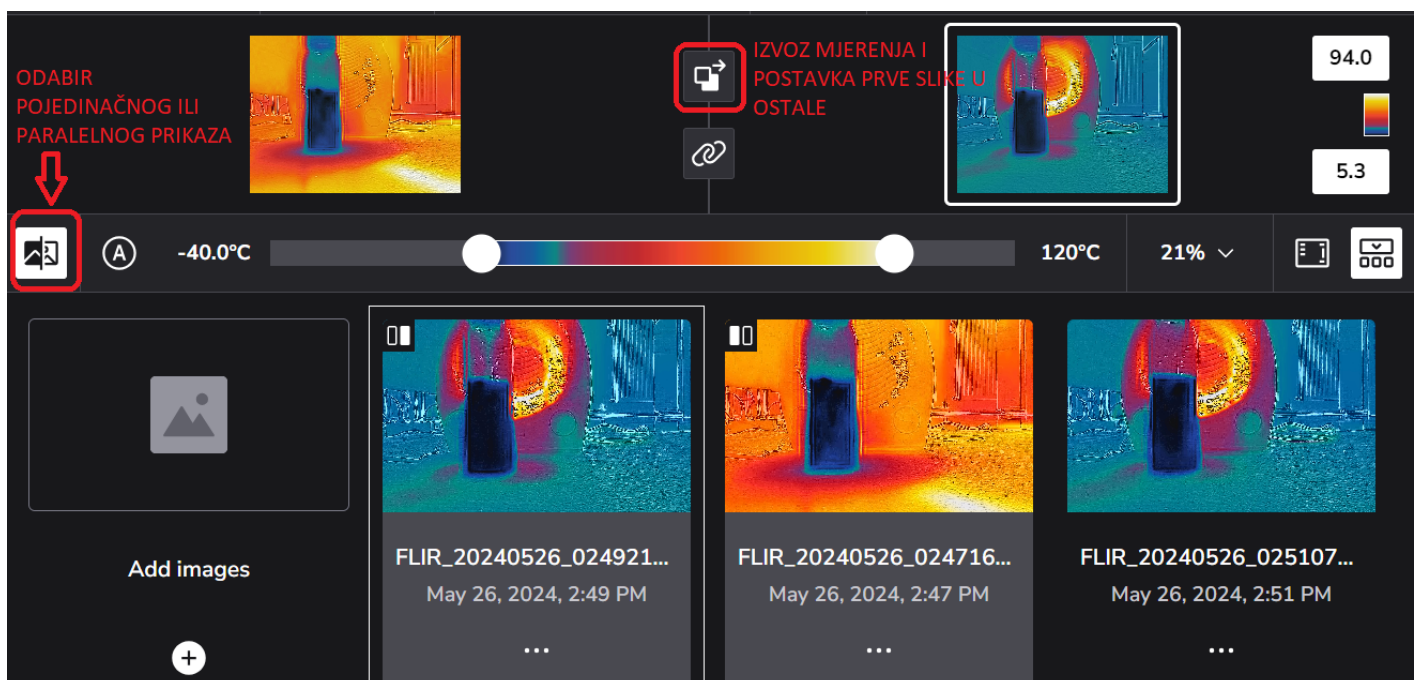 ODABIR
POJEDINAČNOG ILI
PARALELNOG PRIKAZA
IZVOZ MJERENJA I
POSTAVKA PRVE SLIKE U
OSTALE
94.0
5.3
A
-40.0°C
120°C
21%
Add images
FLIR_20240526_024921...
May 26, 2024, 2:49 PM
...
FLIR_20240526_024716...
May 26, 2024, 2:47 PM
...
FLIR_20240526_025107...
May 26, 2024, 2:51 PM
...